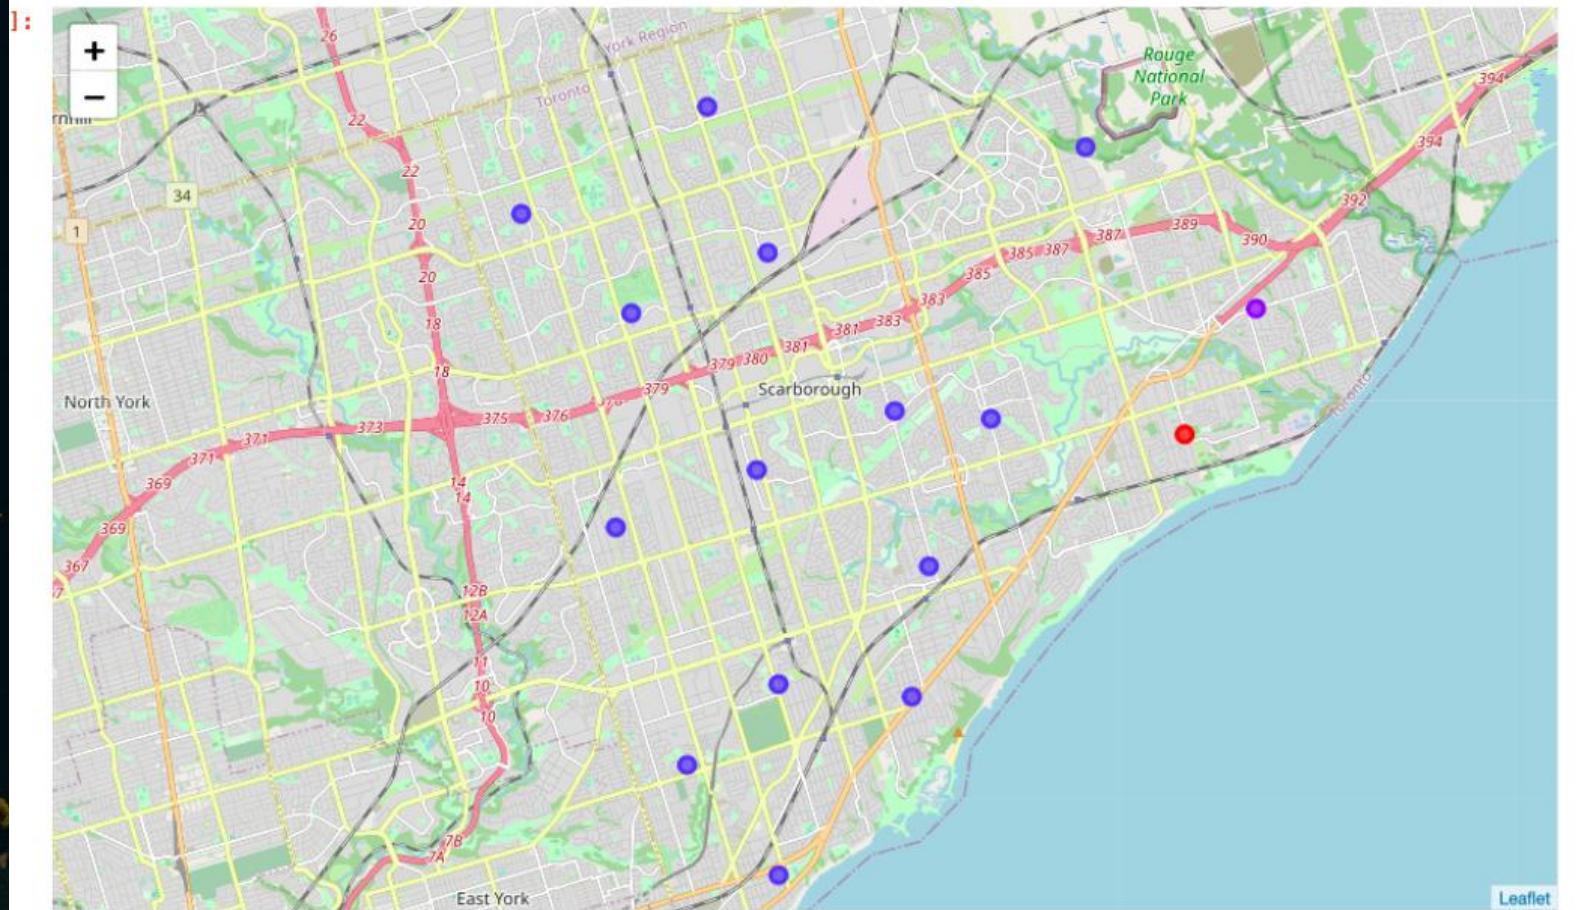 ]:
+
−
26
York Region
Toronto
Rouge
National
Park
394
22
394
22
34
392
1
20
389
387
390
385
387
20
385
383
18
383
381
381
380
379
18
379
Scarborough
North York
375
376
373
371
371
369
14
14
369
367
Toronto
12B
12A
11
10
10
7B
7A
East York
Leaflet